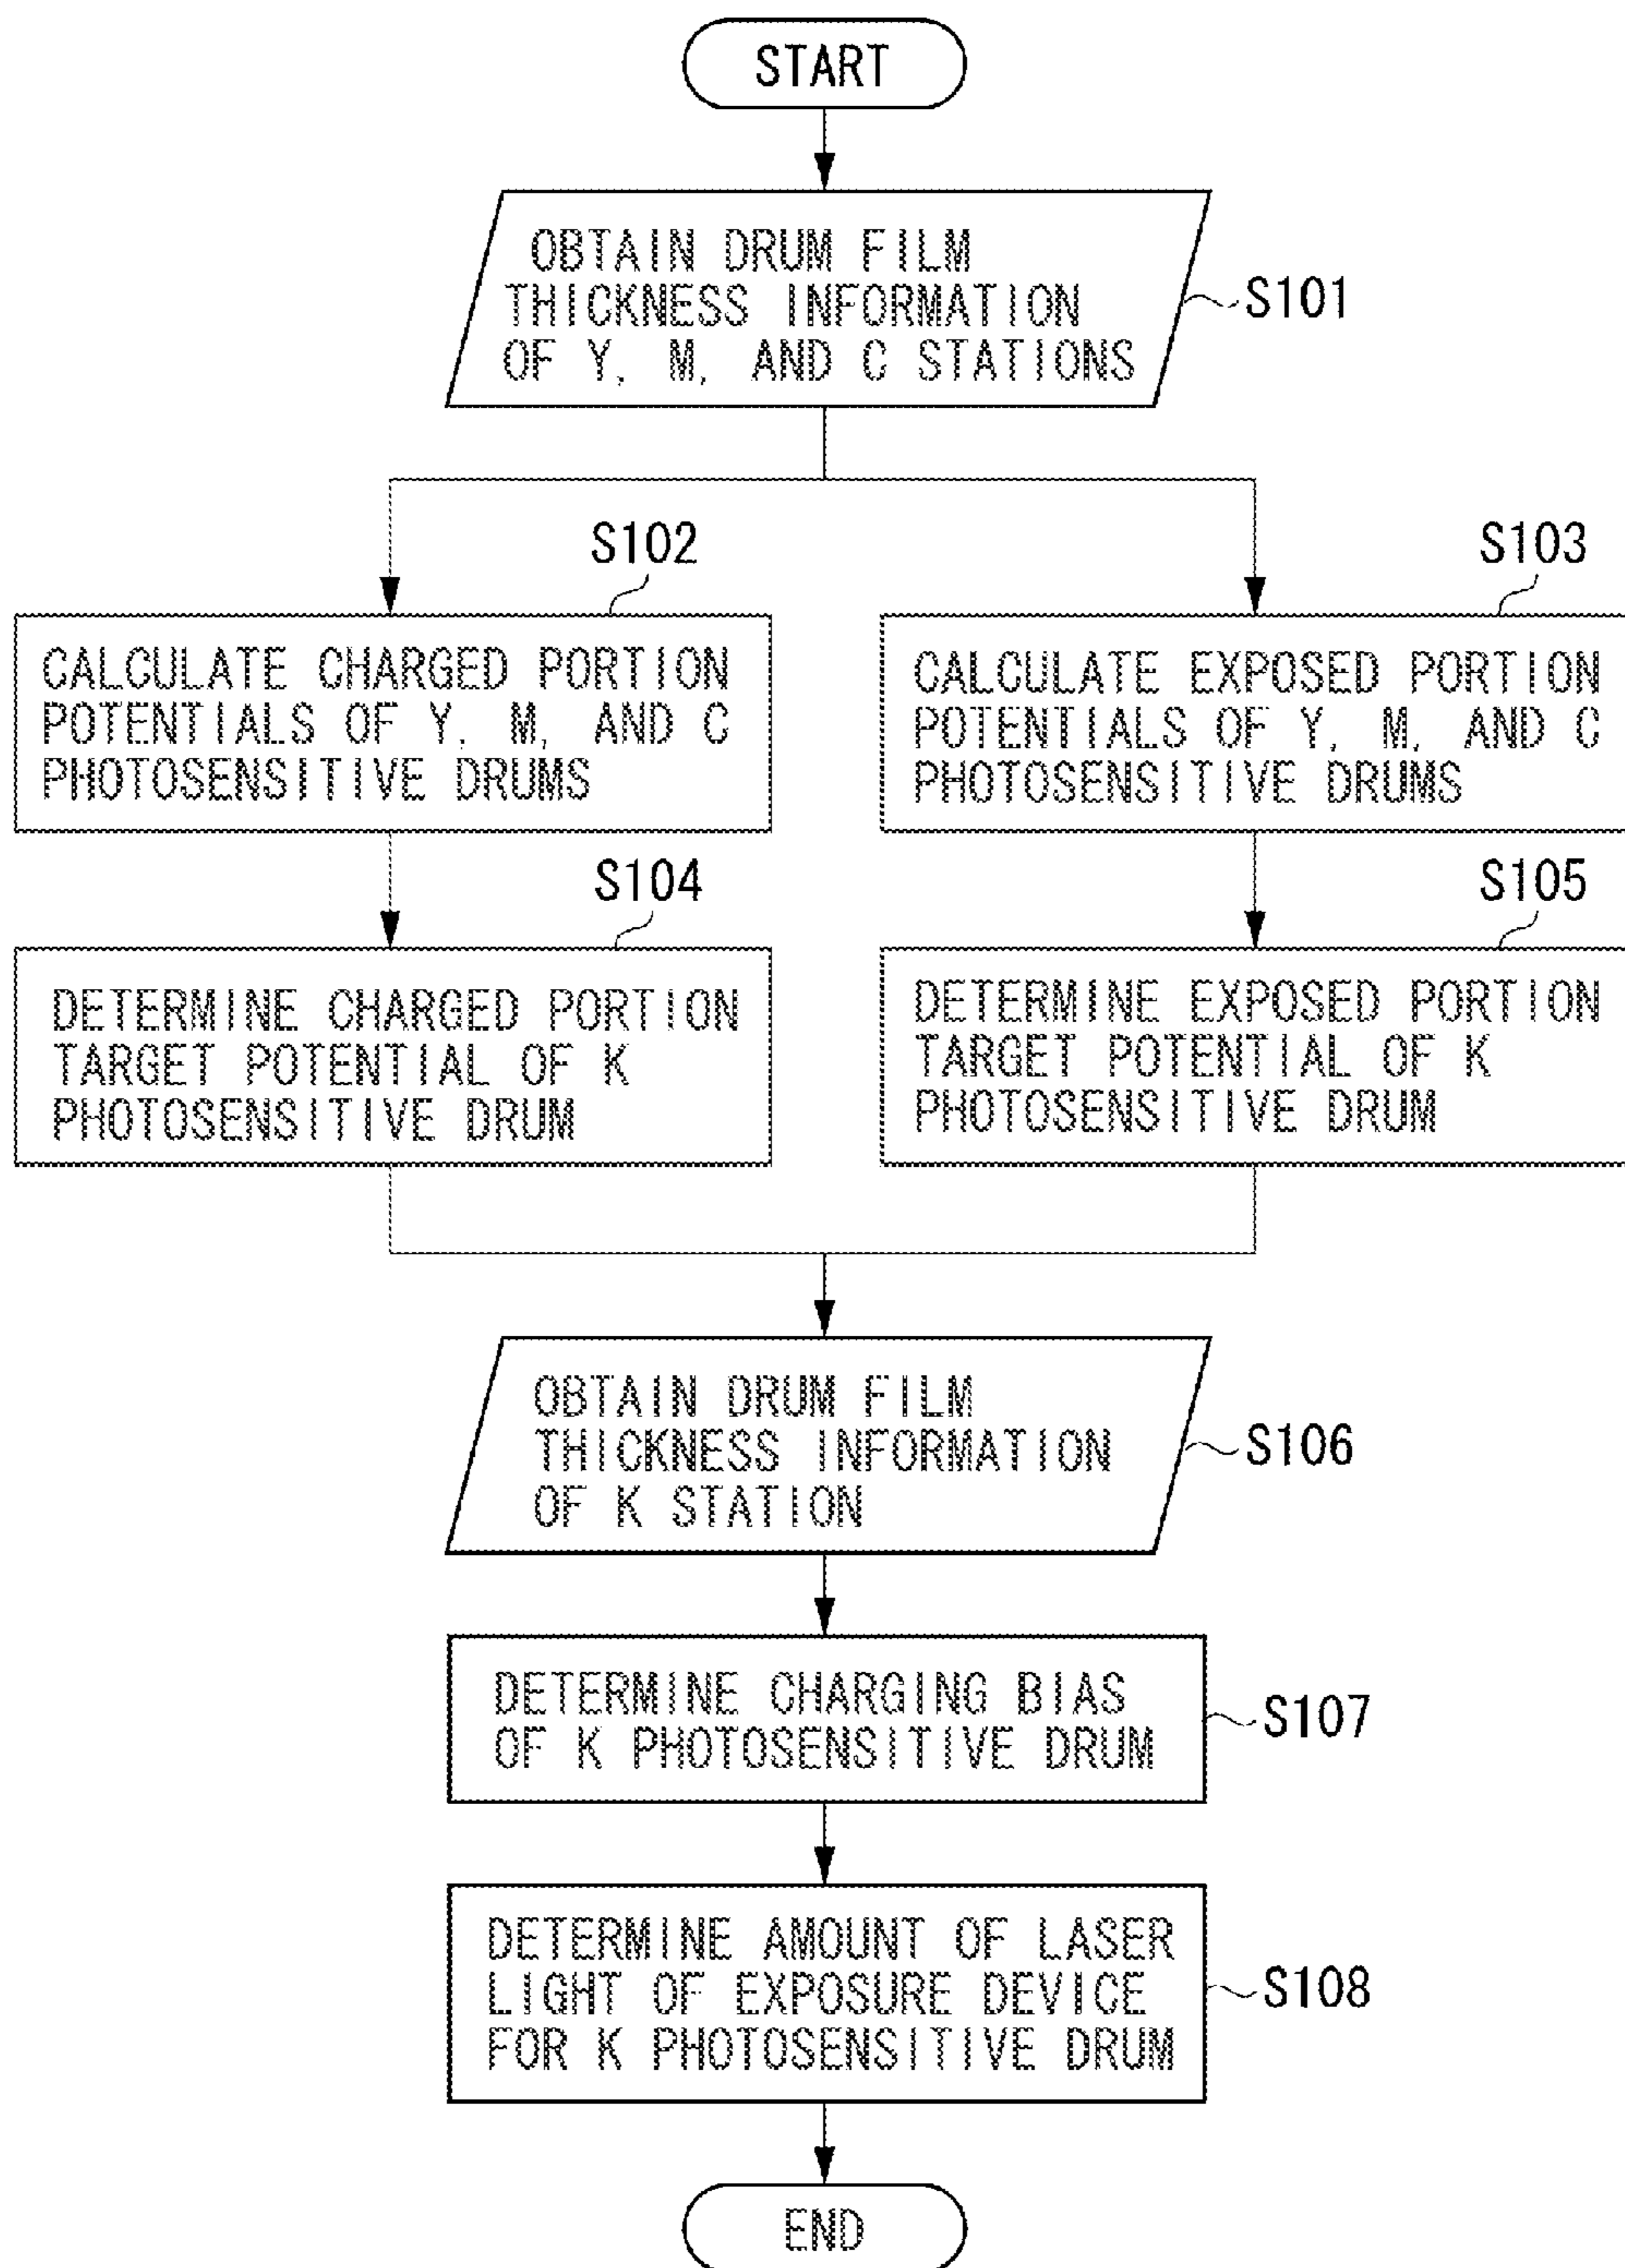 START
OBTAIN DRUM FILM
THICKNESS INFORMATION
OF Y, M, AND C STATIONS
S101
S102
CALCULATE CHARGED PORTION
POTENTIALS OF Y, M, AND C
PHOTOSENSITIVE DRUMS
S103
CALCULATE EXPOSED PORTION
POTENTIALS OF Y, M, AND C
PHOTOSENSITIVE DRUMS
S104
DETERMINE CHARGED PORTION
TARGET POTENTIAL OF K
PHOTOSENSITIVE DRUM
S105
DETERMINE EXPOSED PORTION
TARGET POTENTIAL OF K
PHOTOSENSITIVE DRUM
OBTAIN DRUM FILM
THICKNESS INFORMATION
OF K STATION
S106
DETERMINE CHARGING BIAS
OF K PHOTOSENSITIVE DRUM
S107
DETERMINE AMOUNT OF LASER
LIGHT OF EXPOSURE DEVICE
FOR K PHOTOSENSITIVE DRUM
S108
END